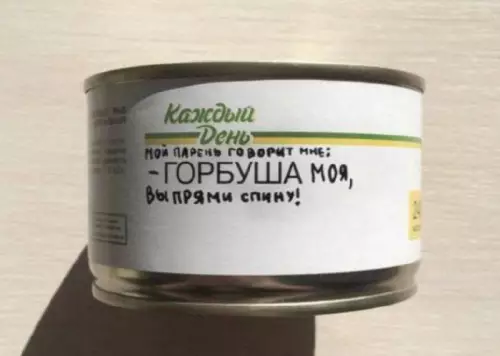 Каждый
День
МОЙ ПАРЕНЬ ГОВОРИТ МНЕ:
- ГОРБУША МОЯ,
ВЫПРЯМИ СПИНУ!